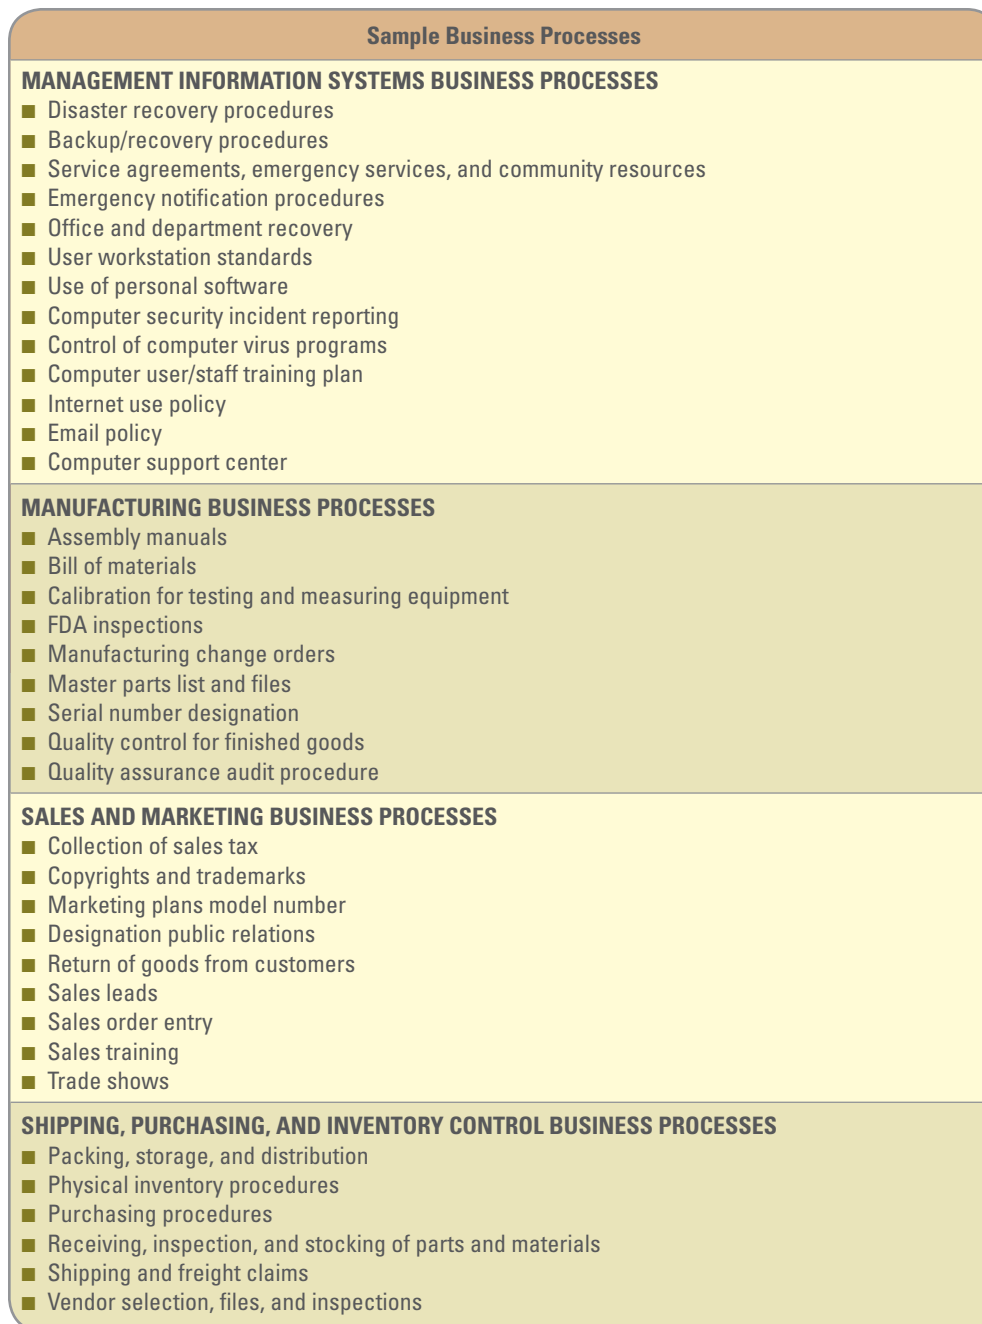 Sample Business Processes
MANAGEMENT INFORMATION SYSTEMS BUSINESS PROCESSES
■ Disaster recovery procedures
■ Backup/recovery procedures
■ Service agreements, emergency services, and community resources
■ Emergency notification procedures
■ Office and department recovery
■ User workstation standards
■ Use of personal software
■ Computer security incident reporting
■ Control of computer virus programs
■ Computer user/staff training plan
■ Internet use policy
■ Email policy
■ Computer support center
MANUFACTURING BUSINESS PROCESSES
■ Assembly manuals
■ Bill of materials
■ Calibration for testing and measuring equipment
■ FDA inspections
■ Manufacturing change orders
■ Master parts list and files
■ Serial number designation
■ Quality control for finished goods
■ Quality assurance audit procedure
SALES AND MARKETING BUSINESS PROCESSES
■ Collection of sales tax
■ Copyrights and trademarks
■ Marketing plans model number
■ Designation public relations
■ Return of goods from customers
■ Sales leads
■ Sales order entry
■ Sales training
■ Trade shows
SHIPPING, PURCHASING, AND INVENTORY CONTROL BUSINESS PROCESSES
■ Packing, storage, and distribution
■ Physical inventory procedures
■ Purchasing procedures
■ Receiving, inspection, and stocking of parts and materials
■ Shipping and freight claims
■ Vendor selection, files, and inspections